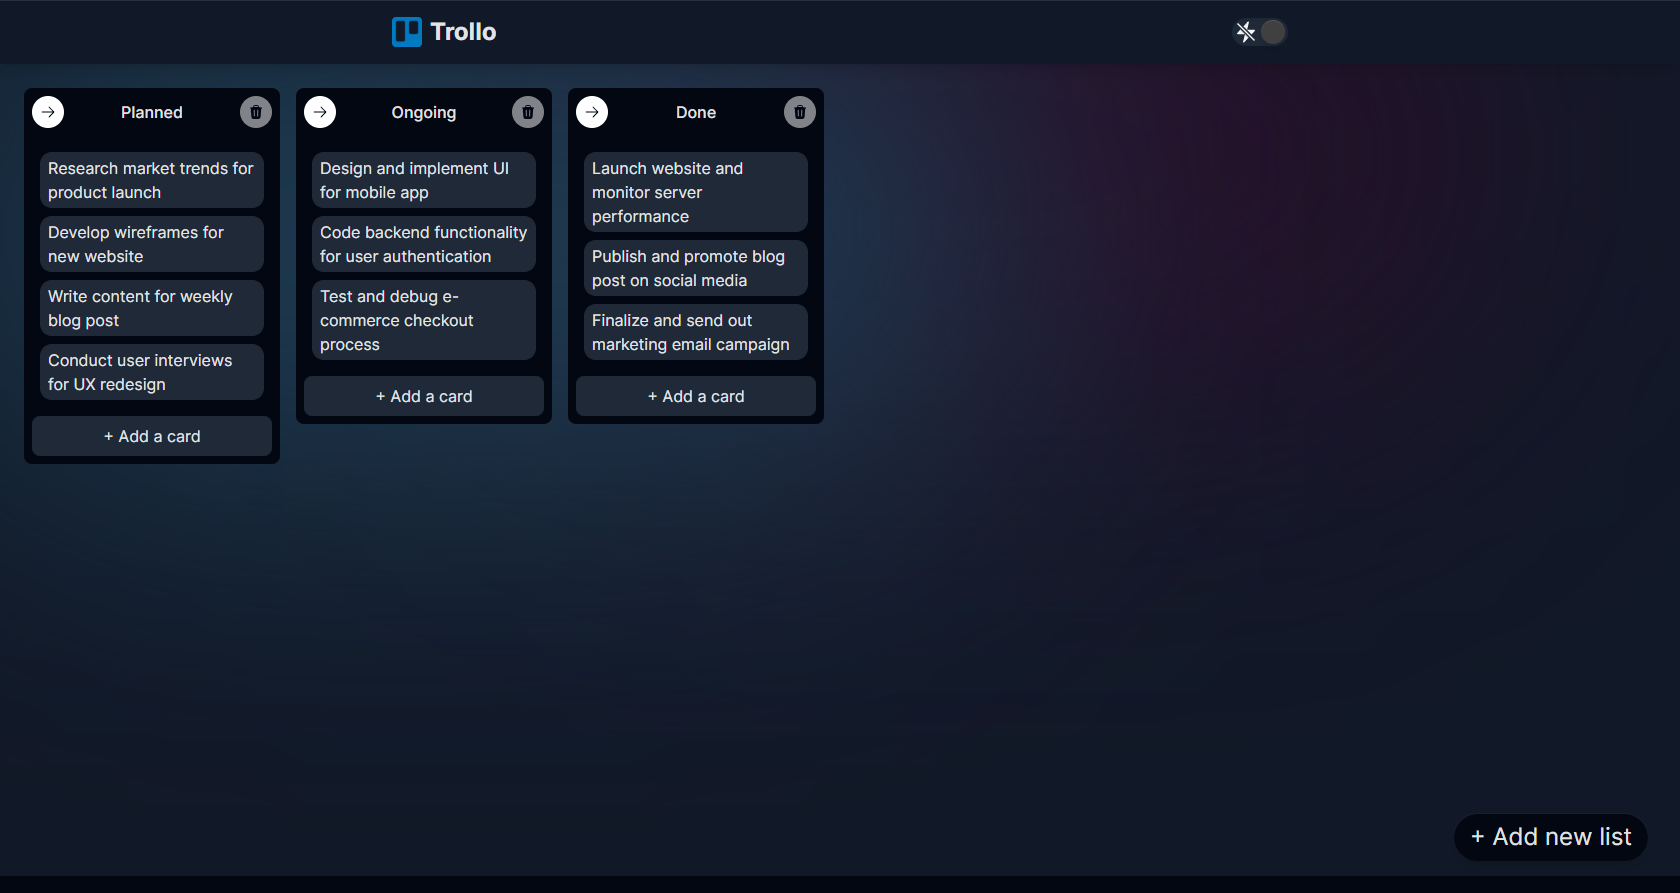 Trollo
Planned
Research market trends for
product launch
Develop wireframes for
new website
Write content for weekly
blog post
Conduct user interviews
for UX redesign
+ Add a card
Ongoing
Design and implement UI
for mobile app
Code backend functionality
for user authentication
Test and debug e-
commerce checkout
process
+ Add a card
Done
Launch website and
monitor server
performance
Publish and promote blog
post on social media
Finalize and send out
marketing email campaign
+ Add a card
+ Add new list